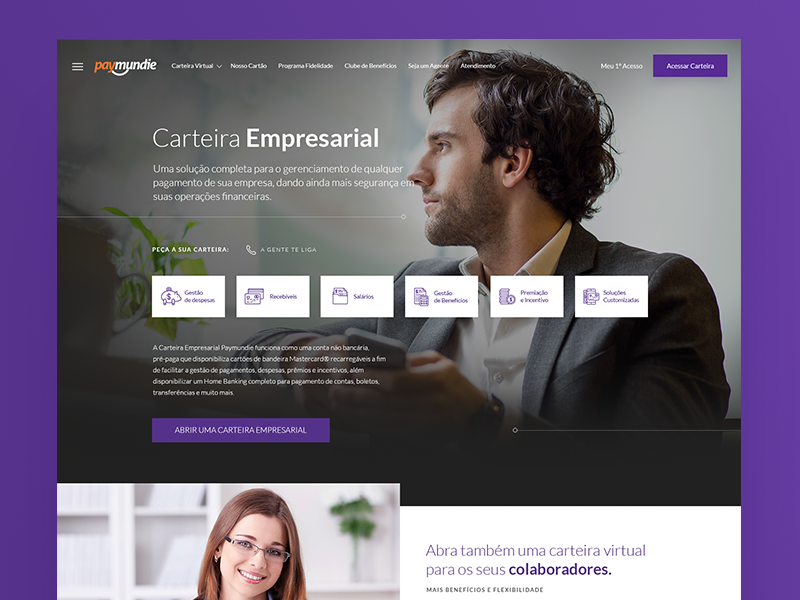 paymundie
Carteira Virtual
Nosso Cartão
Programa Fidelidade
Clube de Benefícios
Seja um Agente
Atendimento
Meu 1º Acesso
Acessar Carteira
Carteira Empresarial
Uma solução completa para o gerenciamento de qualquer
pagamento de sua empresa, dando ainda mais segurança em
suas operações financeiras.
PEÇA A SUA CARTEIRA:
A GENTE TE LIGA
Gestão
de despesas
Recebíveis
Salários
Gestão
de Benefícios
Premiação
e Incentivo
Soluções
Customizadas
A Carteira Empresarial Paymundie funciona como uma conta não bancária,
pré-paga que disponibiliza cartões de bandeira Mastercard® recarregáveis a fim
de facilitar a gestão de pagamentos, despesas, prêmios e incentivos, além
disponibilizar um Home Banking completo para pagamento de contas, boletos,
transferências e muito mais.
ABRIR UMA CARTEIRA EMPRESARIAL
Abra também uma carteira virtual
para os seus colaboradores.
MAIS BENEFÍCIOS E FLEXIBILIDADE